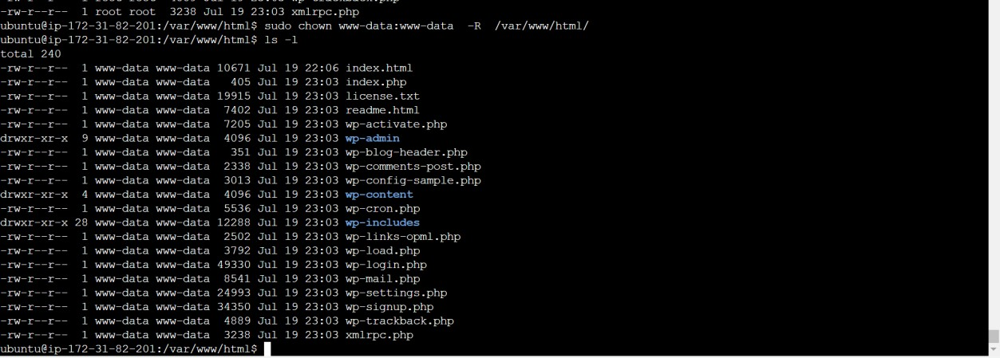 -rw-r--r--  1 root root  3238 Jul 19 23:03 xmlrpc.php
ubuntu@ip-172-31-82-201:/var/www/html$ sudo chown www-data:www-data  -R  /var/www/html/
ubuntu@ip-172-31-82-201:/var/www/html$ ls -l
total 240
-rw-r--r--  1 www-data www-data 10671 Jul 19 22:06 index.html
-rw-r--r--  1 www-data www-data   405 Jul 19 23:03 index.php
-rw-r--r--  1 www-data www-data 19915 Jul 19 23:03 license.txt
-rw-r--r--  1 www-data www-data  7402 Jul 19 23:03 readme.html
-rw-r--r--  1 www-data www-data  7205 Jul 19 23:03 wp-activate.php
drwxr-xr-x  9 www-data www-data  4096 Jul 19 23:03 wp-admin
-rw-r--r--  1 www-data www-data   351 Jul 19 23:03 wp-blog-header.php
-rw-r--r--  1 www-data www-data  2338 Jul 19 23:03 wp-comments-post.php
-rw-r--r--  1 www-data www-data  3013 Jul 19 23:03 wp-config-sample.php
drwxr-xr-x  4 www-data www-data  4096 Jul 19 23:03 wp-content
-rw-r--r--  1 www-data www-data  5536 Jul 19 23:03 wp-cron.php
drwxr-xr-x 28 www-data www-data 12288 Jul 19 23:03 wp-includes
-rw-r--r--  1 www-data www-data  2502 Jul 19 23:03 wp-links-opml.php
-rw-r--r--  1 www-data www-data  3792 Jul 19 23:03 wp-load.php
-rw-r--r--  1 www-data www-data 49330 Jul 19 23:03 wp-login.php
-rw-r--r--  1 www-data www-data  8541 Jul 19 23:03 wp-mail.php
-rw-r--r--  1 www-data www-data 24993 Jul 19 23:03 wp-settings.php
-rw-r--r--  1 www-data www-data 34350 Jul 19 23:03 wp-signup.php
-rw-r--r--  1 www-data www-data  4889 Jul 19 23:03 wp-trackback.php
-rw-r--r--  1 www-data www-data  3238 Jul 19 23:03 xmlrpc.php
ubuntu@ip-172-31-82-201:/var/www/html$